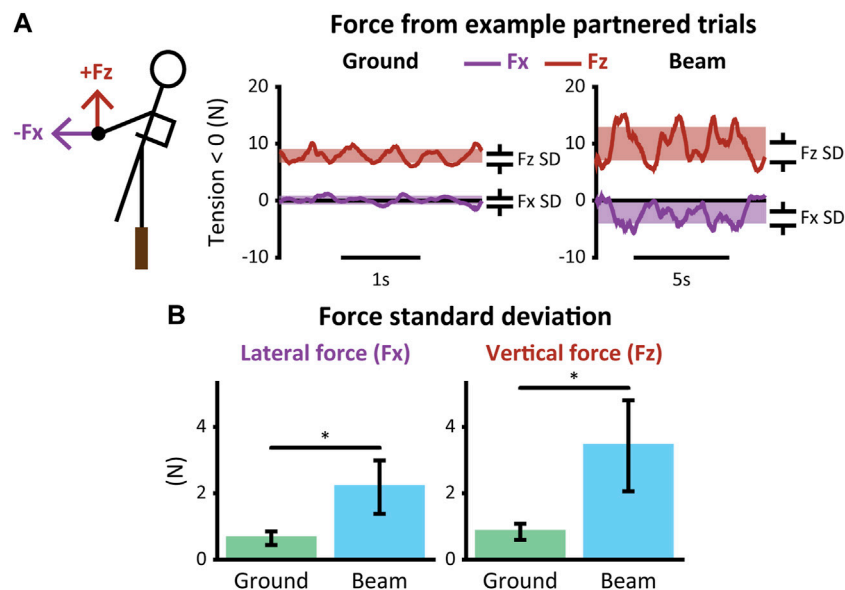 A
Force from example partnered trials
Ground
Fx
Fz
Beam
+Fz
-Fx
Tension < 0 (N)
20
10
0
-10
Fz SD
Fx SD
1s
20
10
0
-10
Fz SD
Fx SD
5s
B
Force standard deviation
Lateral force (Fx)
Vertical force (Fz)
(N)
4
2
0
*
Ground
Beam
4
2
0
*
Ground
Beam